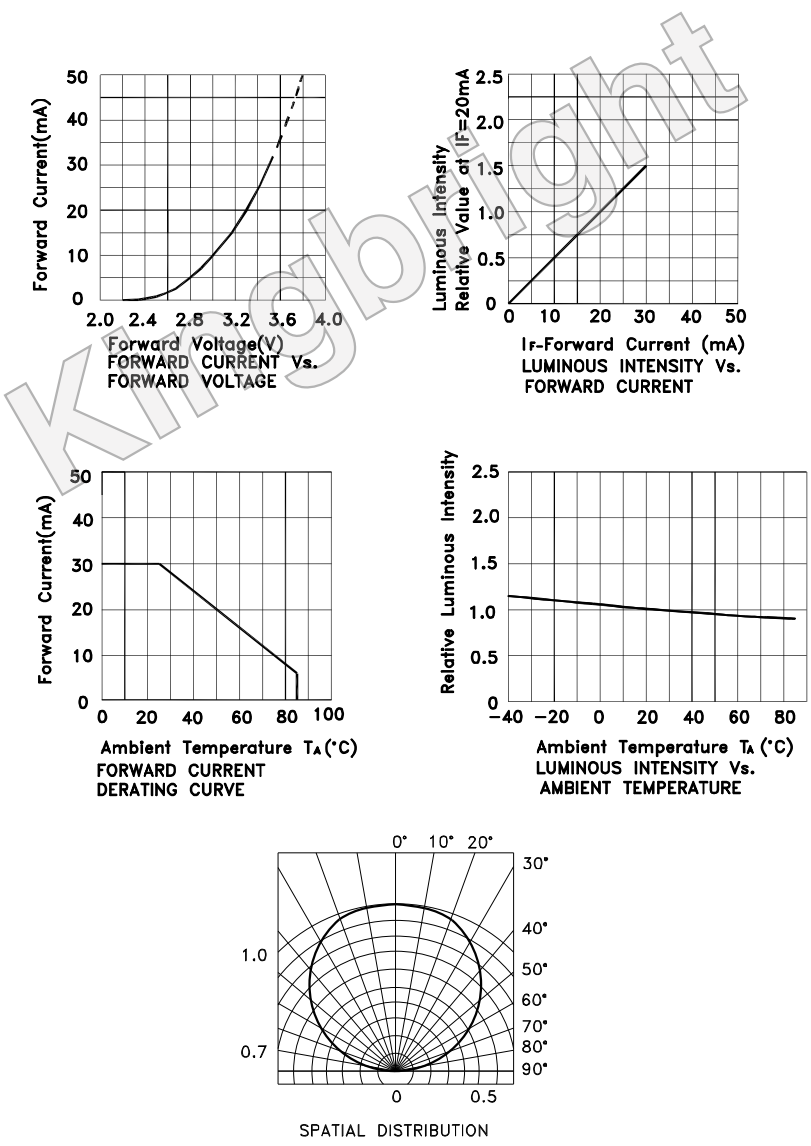 Kingbright
50
40
30
20
10
0
Forward Current(mA)
2.0 2.4 2.8 3.2 3.6 4.0
Forward Voltage(V)
FORWARD CURRENT Vs.
FORWARD VOLTAGE
2.5
2.0
1.5
1.0
0.5
0
Luminous Intensity
Relative Value at IF=20mA
0 10 20 30 40 50
IF-Forward Current (mA)
LUMINOUS INTENSITY Vs.
FORWARD CURRENT
50
40
30
20
10
0
Forward Current(mA)
0 20 40 60 80 100
Ambient Temperature TA(°C)
FORWARD CURRENT
DERATING CURVE
2.5
2.0
1.5
1.0
0.5
0
Relative Luminous Intensity
-40 -20 0 20 40 60 80
Ambient Temperature TA(°C)
LUMINOUS INTENSITY Vs.
AMBIENT TEMPERATURE
0° 10° 20°
30°
40°
1.0
50°
60°
70°
0.7
80°
90°
0 0.5
SPATIAL DISTRIBUTION